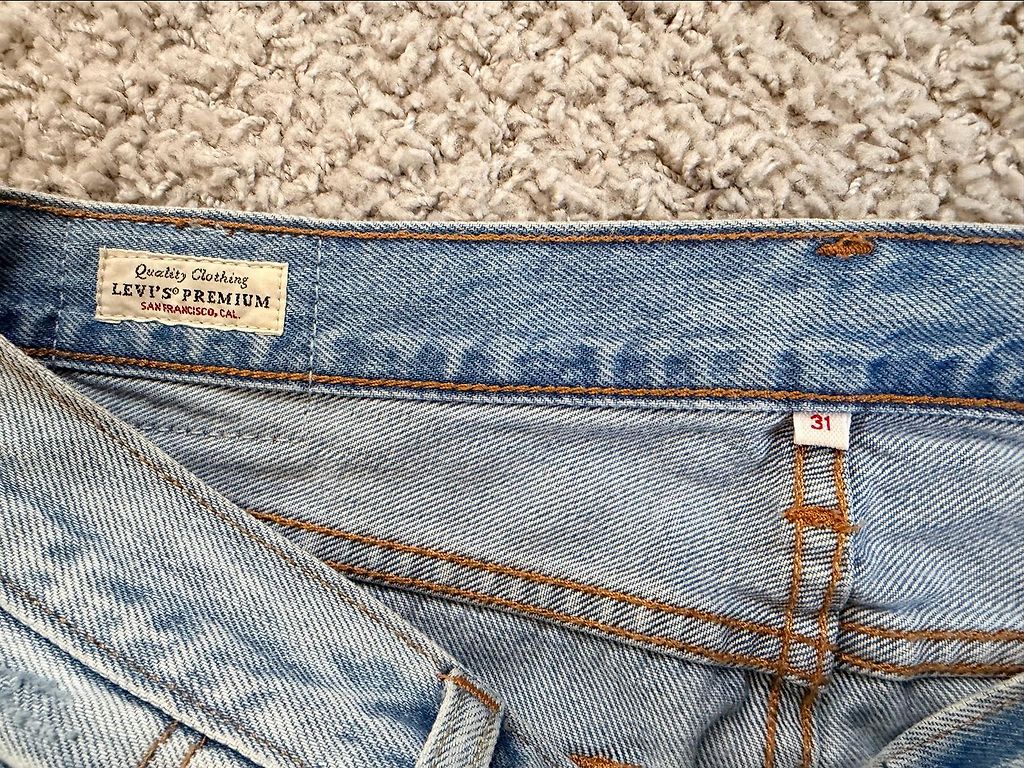 Quality Clothing
LEVI'S® PREMIUM
SAN FRANCISCO, CAL.
31